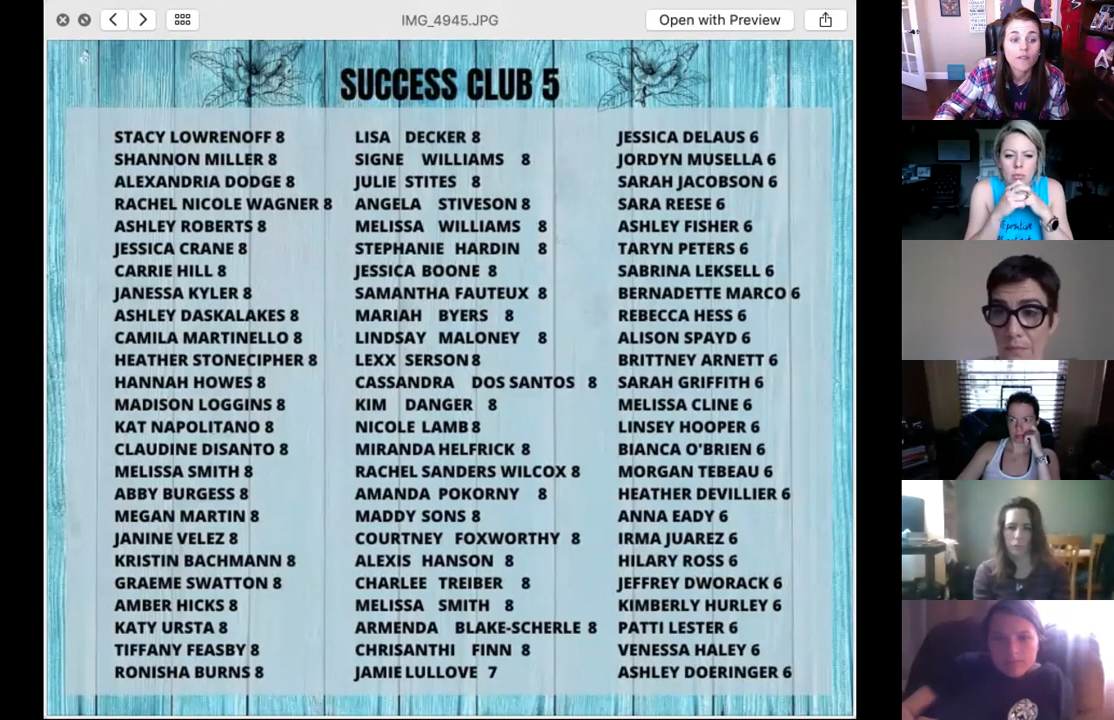 IMG_4945.JPG
Open with Preview
SUCCESS CLUB 5
STACY LOWRENOFF 8
SHANNON MILLER 8
ALEXANDRIA DODGE 8
RACHEL NICOLE WAGNER 8
ASHLEY ROBERTS 8
JESSICA CRANE 8
CARRIE HILL 8
JANESSA KYLER 8
ASHLEY DASKALAKES 8
CAMILA MARTINELLO 8
HEATHER STONECIPHER 8
HANNAH HOWES 8
MADISON LOGGINS 8
KAT NAPOLITANO 8
CLAUDINE DISANTO 8
MELISSA SMITH 8
ABBY BURGESS 8
MEGAN MARTIN 8
JANINE VELEZ 8
KRISTIN BACHMANN 8
GRAEME SWATTON 8
AMBER HICKS 8
KATY URSTA 8
TIFFANY FEASBY 8
RONISHA BURNS 8
LISA DECKER 8
SIGNE WILLIAMS 8
JULIE STITES 8
ANGELA STIVESON 8
MELISSA WILLIAMS 8
STEPHANIE HARDIN 8
JESSICA BOONE 8
SAMANTHA FAUTEUX 8
MARIAH BYERS 8
LINDSAY MALONEY 8
LEXX SERSON 8
CASSANDRA DOS SANTOS 8
KIM DANGER 8
NICOLE LAMB 8
MIRANDA HELFRICK 8
RACHEL SANDERS WILCOX 8
AMANDA POKORNY 8
MADDY SONS 8
COURTNEY FOXWORTHY 8
ALEXIS HANSON 8
CHARLEE TREIBER 8
MELISSA SMITH 8
ARMENDA BLAKE-SCHERLE 8
CHRISANTHI FINN 8
JAMIE LULLOVE 7
JESSICA DELAUS 6
JORDYN MUSELLA 6
SARAH JACOBSON 6
SARA REESE 6
ASHLEY FISHER 6
TARYN PETERS 6
SABRINA LEKSELL 6
BERNADETTE MARCO 6
REBECCA HESS 6
ALISON SPAYD 6
BRITTNEY ARNETT 6
SARAH GRIFFITH 6
MELISSA CLINE 6
LINSEY HOOPER 6
BIANCA O'BRIEN 6
MORGAN TEBEAU 6
HEATHER DEVILLIER 6
ANNA EADY 6
IRMA JUAREZ 6
HILARY ROSS 6
JEFFREY DWORACK 6
KIMBERLY HURLEY 6
PATTI LESTER 6
VENESSA HALEY 6
ASHLEY DOERINGER 6